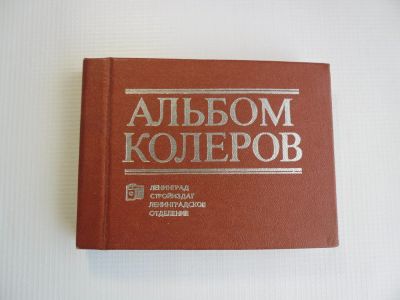 АЛЬБОМ
КОЛЕРОВ
ЛЕНИНГРАД
СТРОЙИЗДАТ
ЛЕНИНГРАДСКОЕ
ОТДЕЛЕНИЕ